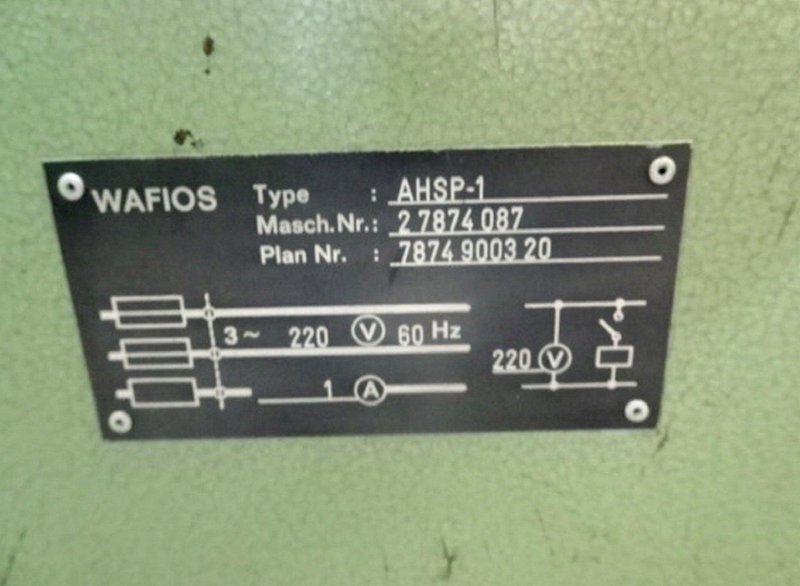 WAFIOS
Type : AHSP-1
Masch.Nr.: 2 7874 087
Plan Nr. : 7874 9003 20
3~ 220 V 60 Hz
220 V
1 A